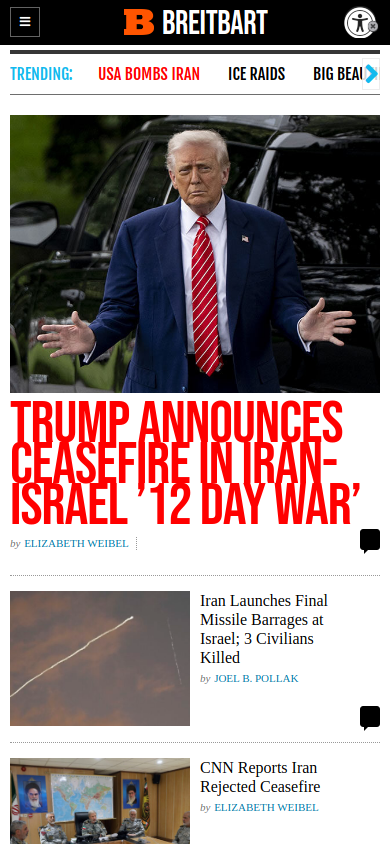 B BREITBART
TRENDING:
USA BOMBS IRAN
ICE RAIDS
BIG BEAU
TRUMP ANNOUNCES
CEASEFIRE IN IRAN-
ISRAEL ’12 DAY WAR’
by ELIZABETH WEIBEL
Iran Launches Final
Missile Barrages at
Israel; 3 Civilians
Killed
by JOEL B. POLLAK
CNN Reports Iran
Rejected Ceasefire
by ELIZABETH WEIBEL